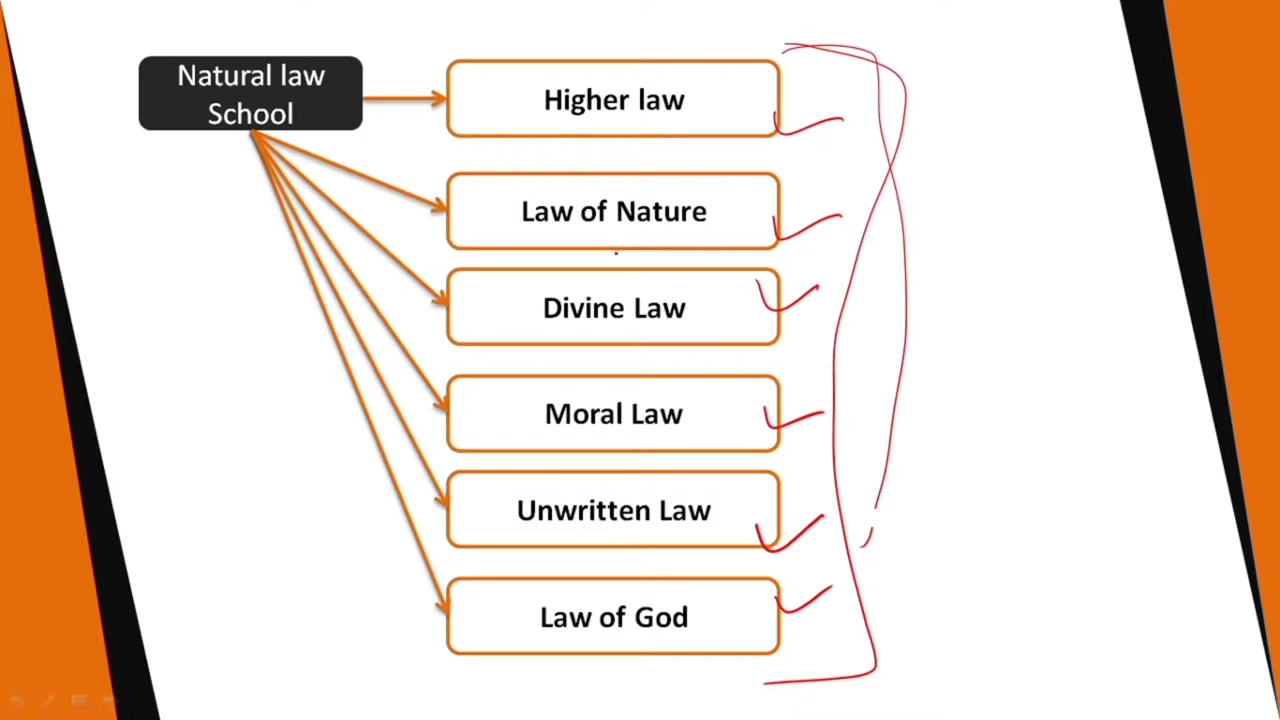 Natural law
School
Higher law
Law of Nature
Divine Law
Moral Law
Unwritten Law
Law of God